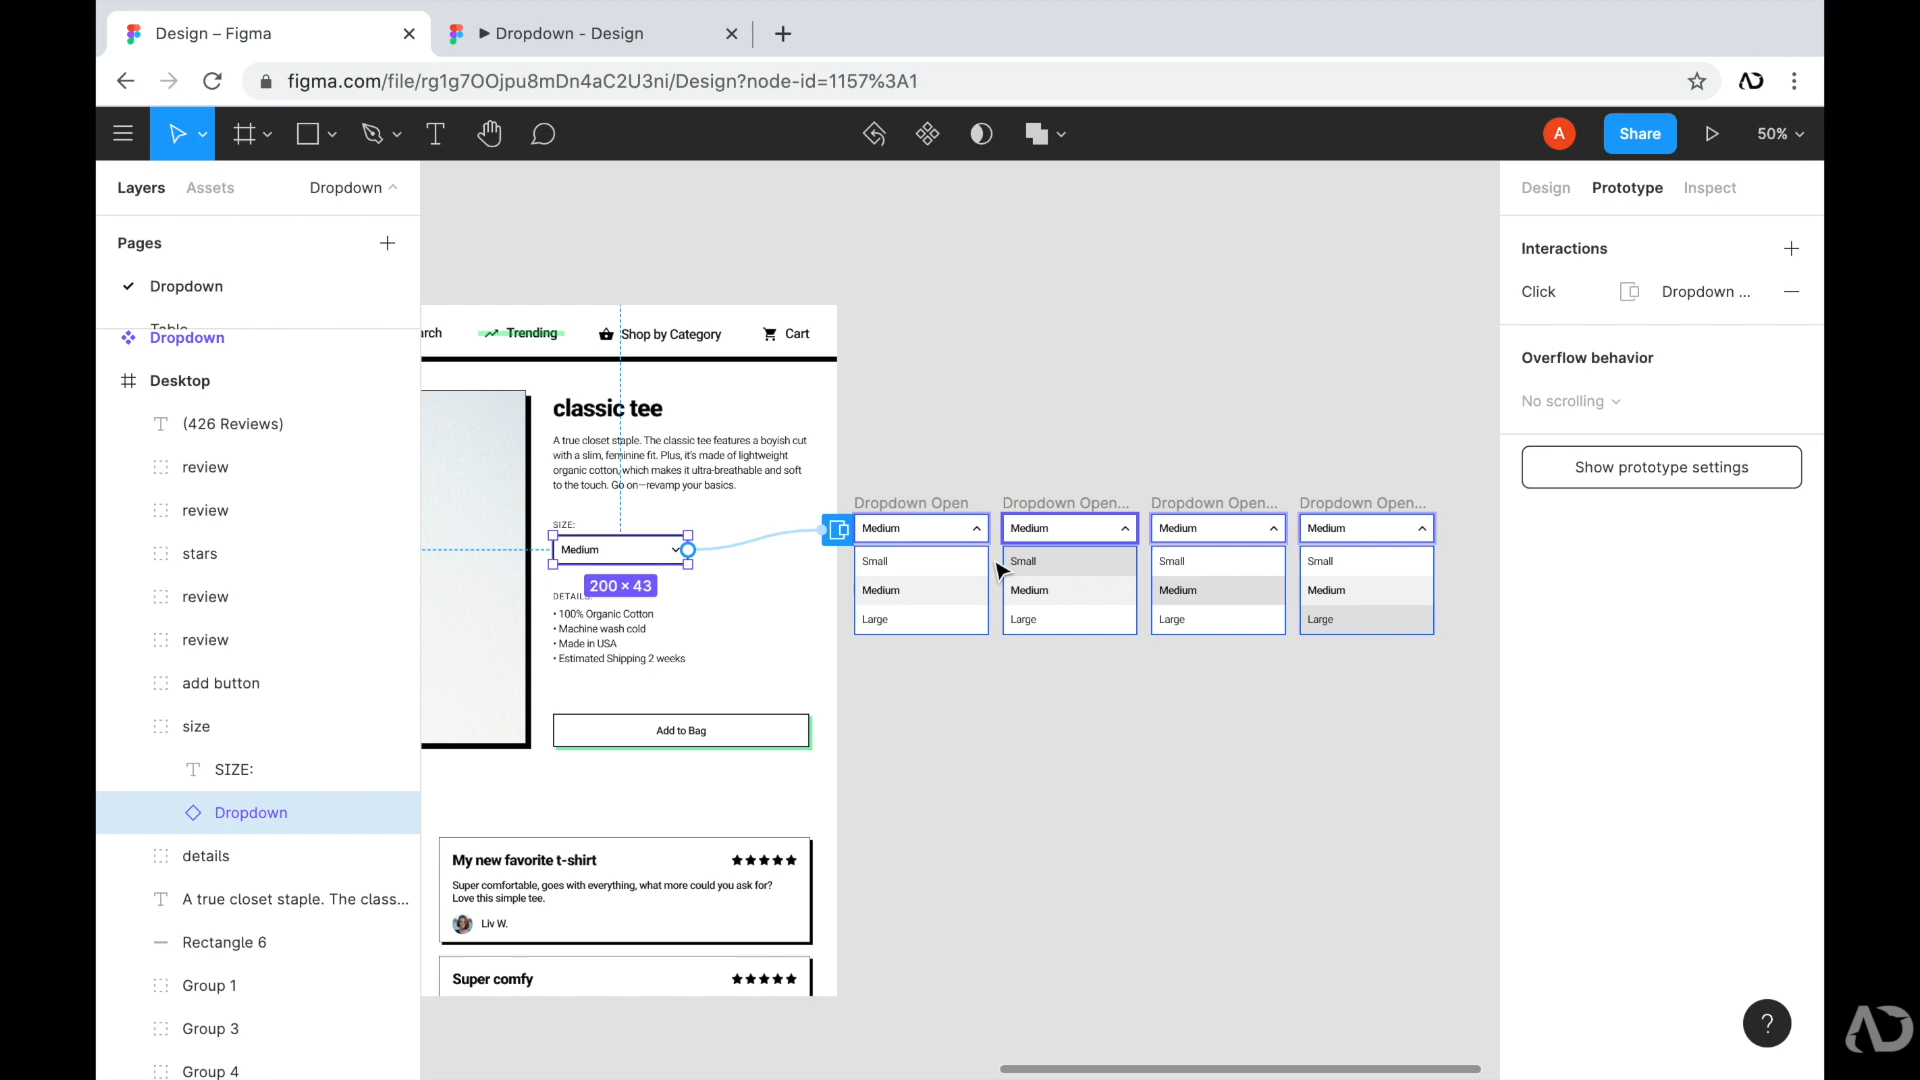 Design – Figma
▶ Dropdown - Design
figma.com/file/rg1g7OOjpu8mDn4aC2U3ni/Design?node-id=1157%3A1
A
Share
50%
Layers
Assets
Dropdown
Design
Prototype
Inspect
Pages
Dropdown
Table
Dropdown
Desktop
(426 Reviews)
review
review
stars
review
review
add button
size
SIZE:
Dropdown
details
A true closet staple. The class...
Rectangle 6
Group 1
Group 3
Group 4
arch
Trending
Shop by Category
Cart
classic tee
A true closet staple. The classic tee features a boyish cut
with a slim, feminine fit. Plus, it's made of lightweight
organic cotton, which makes it ultra-breathable and soft
to the touch. Go on—revamp your basics.
SIZE:
Medium
200 × 43
DETAILS:
• 100% Organic Cotton
• Machine wash cold
• Made in USA
• Estimated Shipping 2 weeks
Add to Bag
My new favorite t-shirt
Super comfortable, goes with everything, what more could you ask for?
Love this simple tee.
Liv W.
Super comfy
Dropdown Open
Medium
Small
Medium
Large
Dropdown Open...
Medium
Small
Medium
Large
Dropdown Open...
Medium
Small
Medium
Large
Dropdown Open...
Medium
Small
Medium
Large
Interactions
Click
Dropdown ...
Overflow behavior
No scrolling
Show prototype settings
?
AD